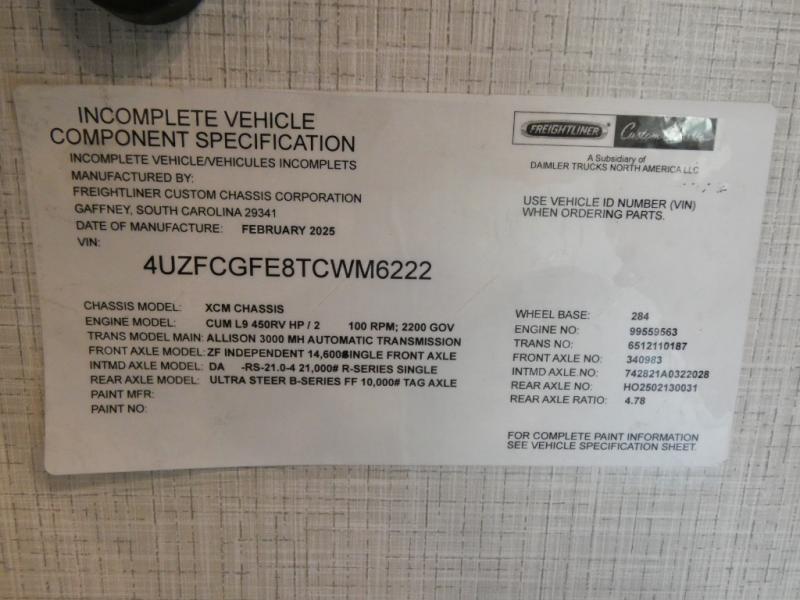 INCOMPLETE VEHICLE
COMPONENT SPECIFICATION
INCOMPLETE VEHICLE/VEHICULES INCOMPLETS
MANUFACTURED BY:
FREIGHTLINER CUSTOM CHASSIS CORPORATION
GAFFNEY, SOUTH CAROLINA 29341
DATE OF MANUFACTURE: FEBRUARY 2025
VIN:
4UZFCGFE8TCWM6222
FREIGHTLINER
A Subsidiary of
DAIMLER TRUCKS NORTH AMERICA LLC
USE VEHICLE ID NUMBER (VIN)
WHEN ORDERING PARTS.
CHASSIS MODEL: XCM CHASSIS
ENGINE MODEL: CUM L9 450RV HP / 2 100 RPM; 2200 GOV
TRANS MODEL MAIN: ALLISON 3000 MH AUTOMATIC TRANSMISSION
FRONT AXLE MODEL: ZF INDEPENDENT 14,600# SINGLE FRONT AXLE
INTMD AXLE MODEL: DA -RS-21.0-4 21,000# R-SERIES SINGLE
REAR AXLE MODEL: ULTRA STEER B-SERIES FF 10,000# TAG AXLE
PAINT MFR:
PAINT NO:
WHEEL BASE: 284
ENGINE NO: 99559563
TRANS NO: 6512110187
FRONT AXLE NO: 340983
INTMD AXLE NO: 742821A0322028
REAR AXLE NO: HO2502130031
REAR AXLE RATIO: 4.78
FOR COMPLETE PAINT INFORMATION
SEE VEHICLE SPECIFICATION SHEET.